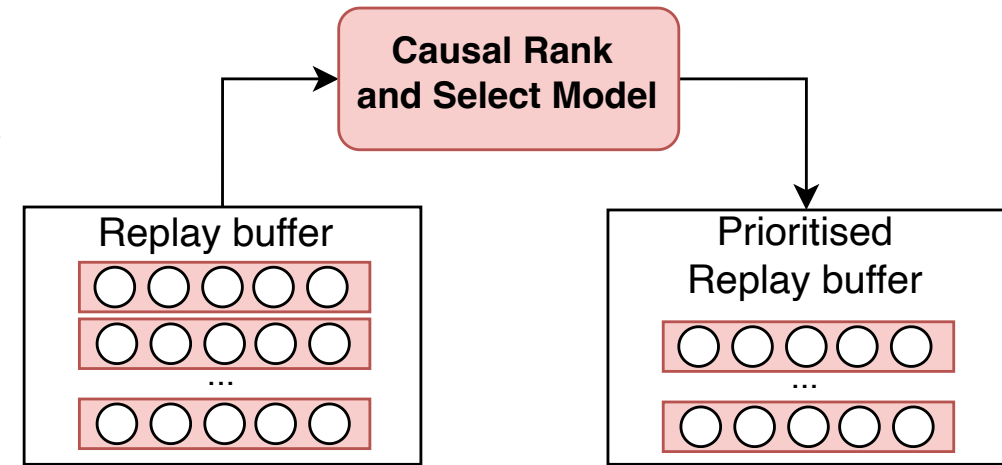 Causal Rank
and Select Model
Replay buffer
...
Prioritised
Replay buffer
...